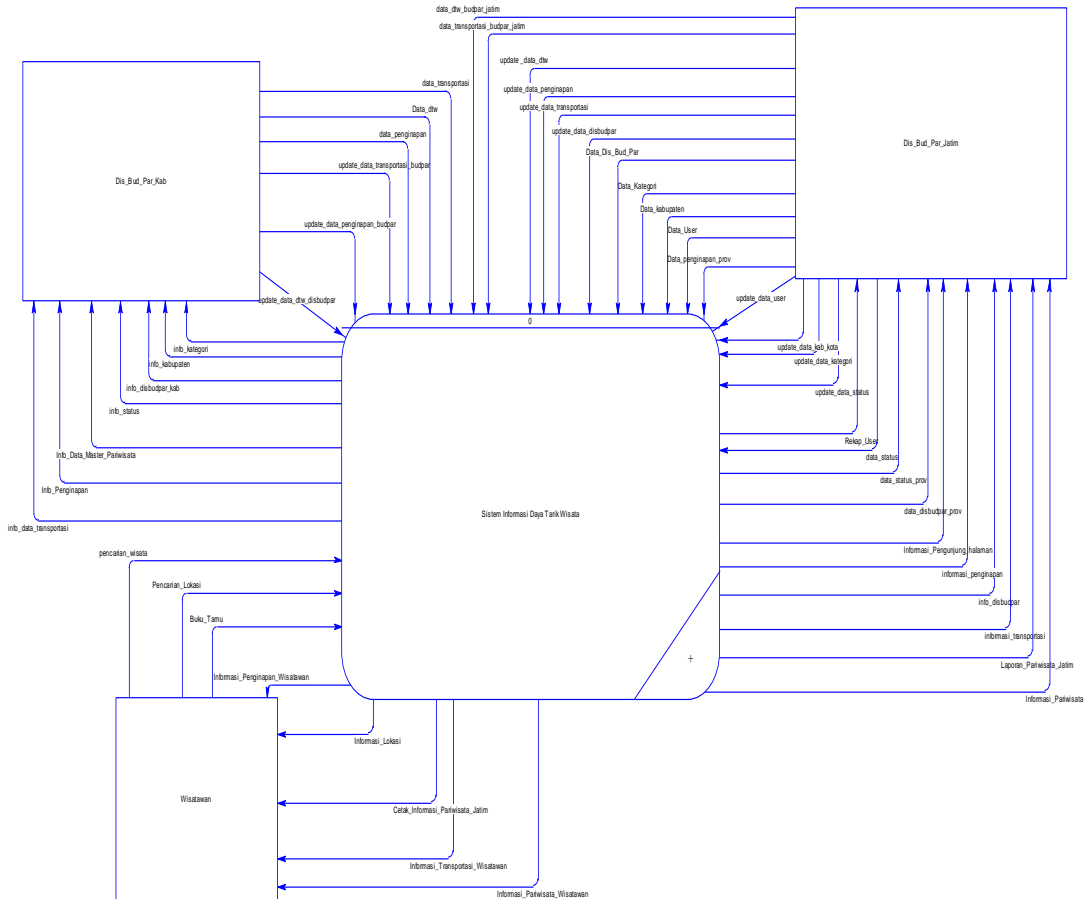 data_dtw_budpar_jatim
data_transportasi_budpar_jatim
update_data_dtw
data_transportasi
update_data_penginapan
Data_dtw
update_data_transportasi
data_penginapan
update_data_disbudpar
Dis_Bud_Par_Jatim
Data_Dis_Bud_Par
update_data_transportasi_budpar
Dis_Bud_Par_Kab
Data_Kategori
Data_kabupaten
update_data_penginapan_budpar
Data_User
Data_penginapan_prov
update_data_dtw_disbudpar
update_data_user
0
info_kategori
update_data_kab_kota
info_kabupaten
update_data_kategori
info_disbudpar_kab
update_data_status
info_status
Rekap_User
Info_Data_Master_Pariwisata
data_status
data_status_prov
Info_Penginapan
data_disbudpar_prov
Sistem Informasi Daya Tarik Wisata
info_data_transportasi
pencarian_wisata
Informasi_Pengunjung_halaman
informasi_penginapan
Pencarian_Lokasi
info_disbudpar
Buku_Tamu
informasi_transportasi
+
Laporan_Pariwisata_Jatim
Informasi_Penginapan_Wisatawan
Informasi_Pariwisata
Informasi_Lokasi
Wisatawan
Cetak_Informasi_Pariwisata_Jatim
Informasi_Transportasi_Wisatawan
Informasi_Pariwisata_Wisatawan